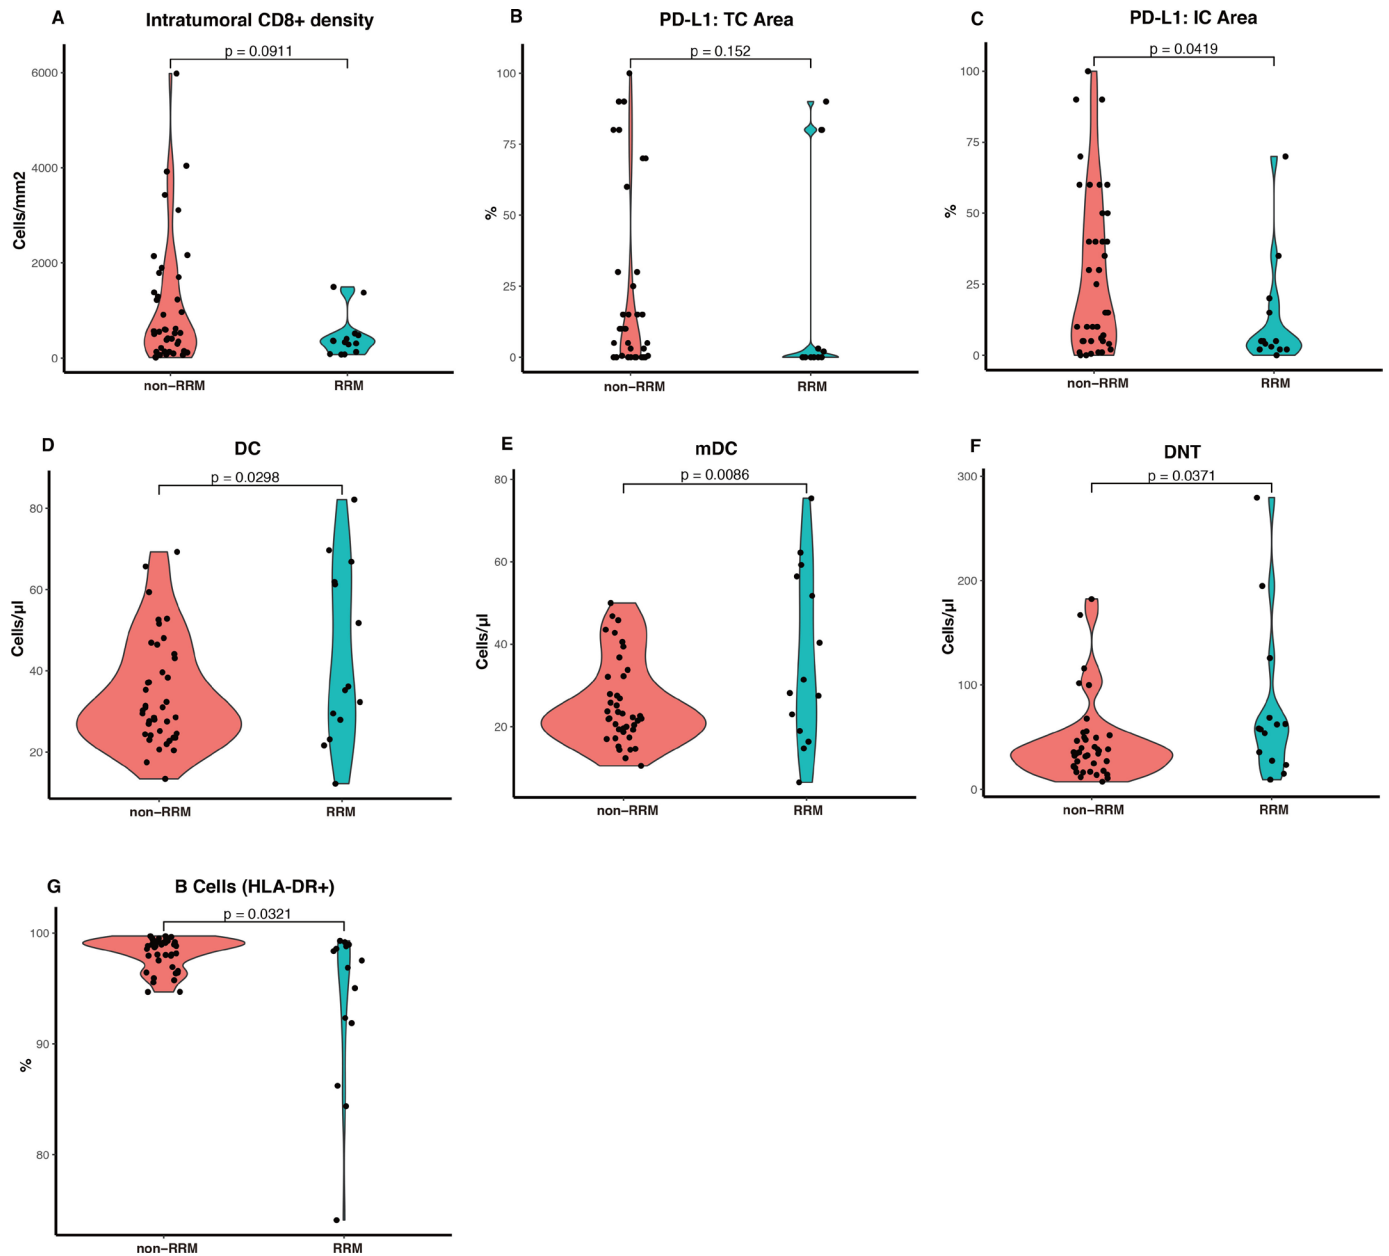 A Intratumoral CD8+ density
p = 0.0911
6000
4000
2000
0
Cells/mm2
non−RRM RRM
B PD-L1: TC Area
p = 0.152
100
75
50
25
0
%
non−RRM RRM
C PD-L1: IC Area
p = 0.0419
100
75
50
25
0
%
non−RRM RRM
D DC
p = 0.0298
80
60
40
20
Cells/µl
non−RRM RRM
E mDC
p = 0.0086
80
60
40
20
Cells/µl
non−RRM RRM
F DNT
p = 0.0371
300
200
100
0
Cells/µl
non−RRM RRM
G B Cells (HLA-DR+)
p = 0.0321
100
90
80
%
non−RRM RRM